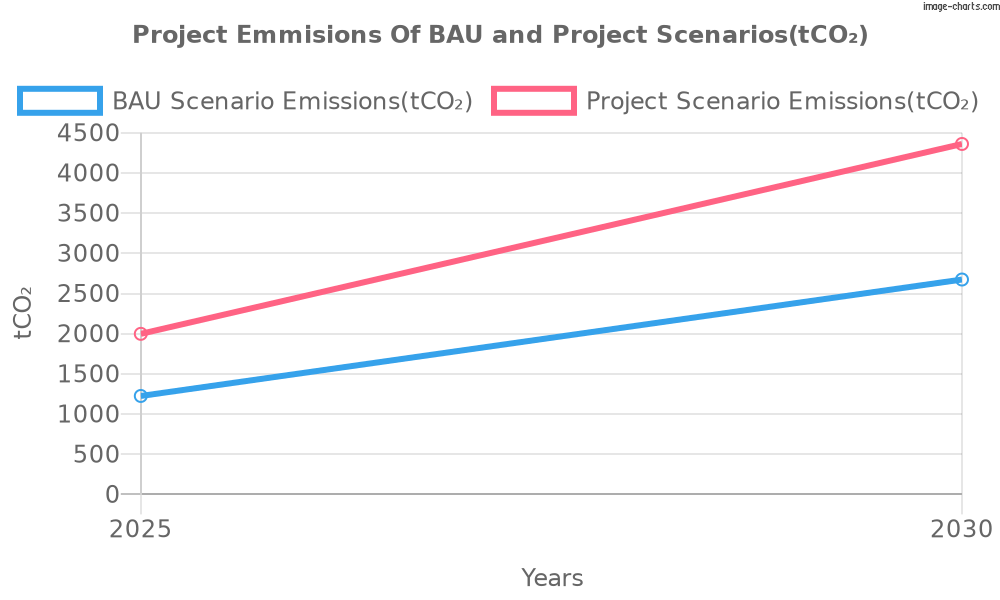 image-charts.com
Project Emmisions Of BAU and Project Scenarios(tCO₂)
BAU Scenario Emissions(tCO₂) Project Scenario Emissions(tCO₂)
4500
4000
3500
3000
2500
2000
1500
1000
500
0
tCO₂
2025 2030
Years